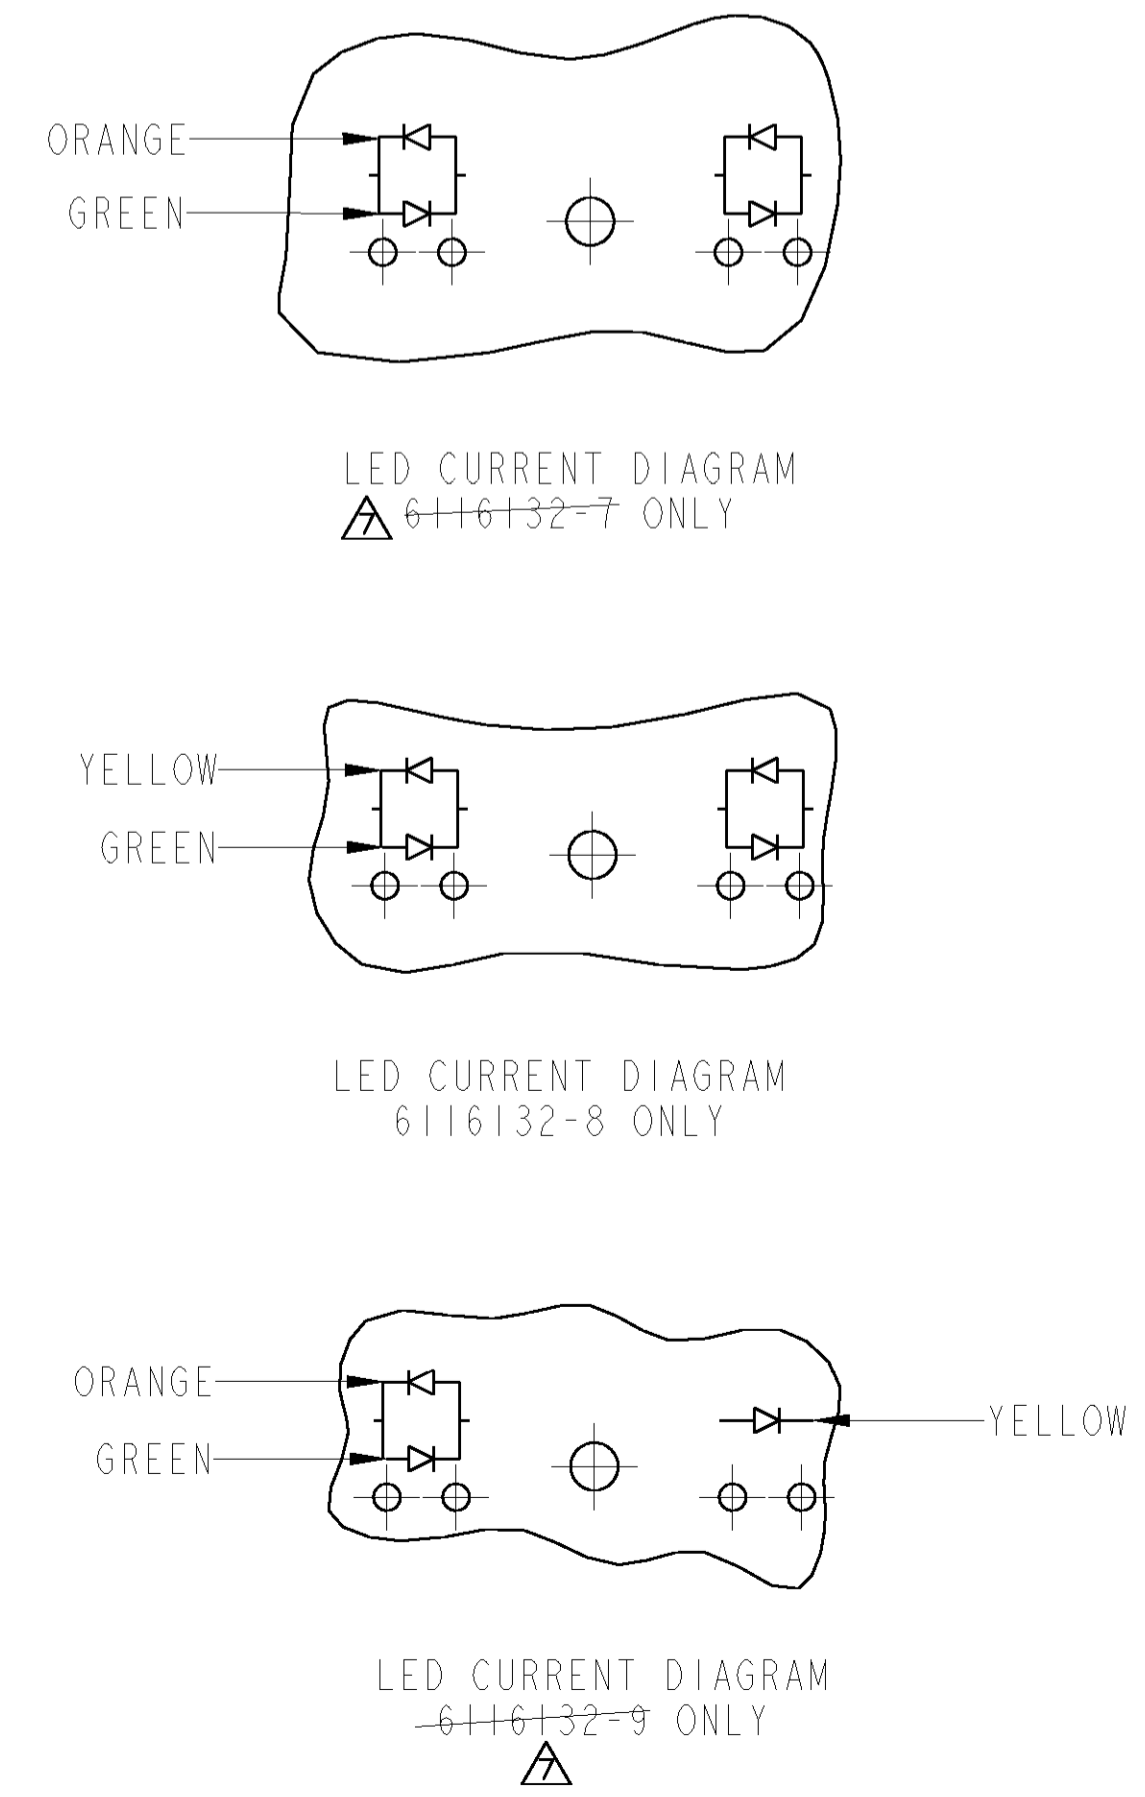 ORANGE
GREEN
LED CURRENT DIAGRAM
7 6116132-7 ONLY
YELLOW
GREEN
LED CURRENT DIAGRAM
6116132-8 ONLY
ORANGE
YELLOW
GREEN
LED CURRENT DIAGRAM
6116132-9 ONLY
7